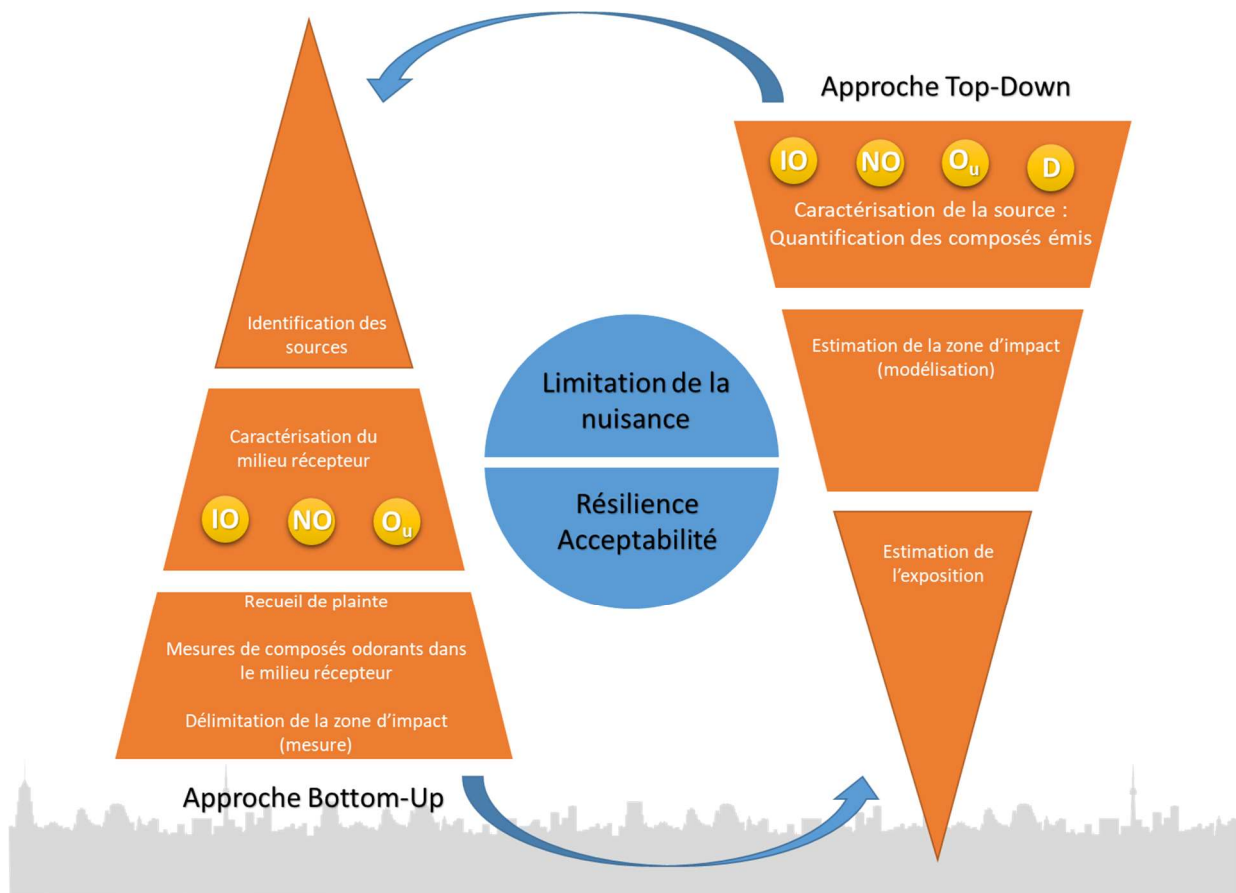 Approche Top-Down
IO
NO
Ou
D
Caractérisation de la source :
Quantification des composés émis
Estimation de la zone d'impact
(modélisation)
Estimation de
l'exposition
Identification des
sources
Caractérisation du
milieu récepteur
IO
NO
Ou
Recueil de plainte
Mesures de composés odorants dans
le milieu récepteur
Délimitation de la zone d'impact
(mesure)
Approche Bottom-Up
Limitation de la
nuisance
Résilience
Acceptabilité